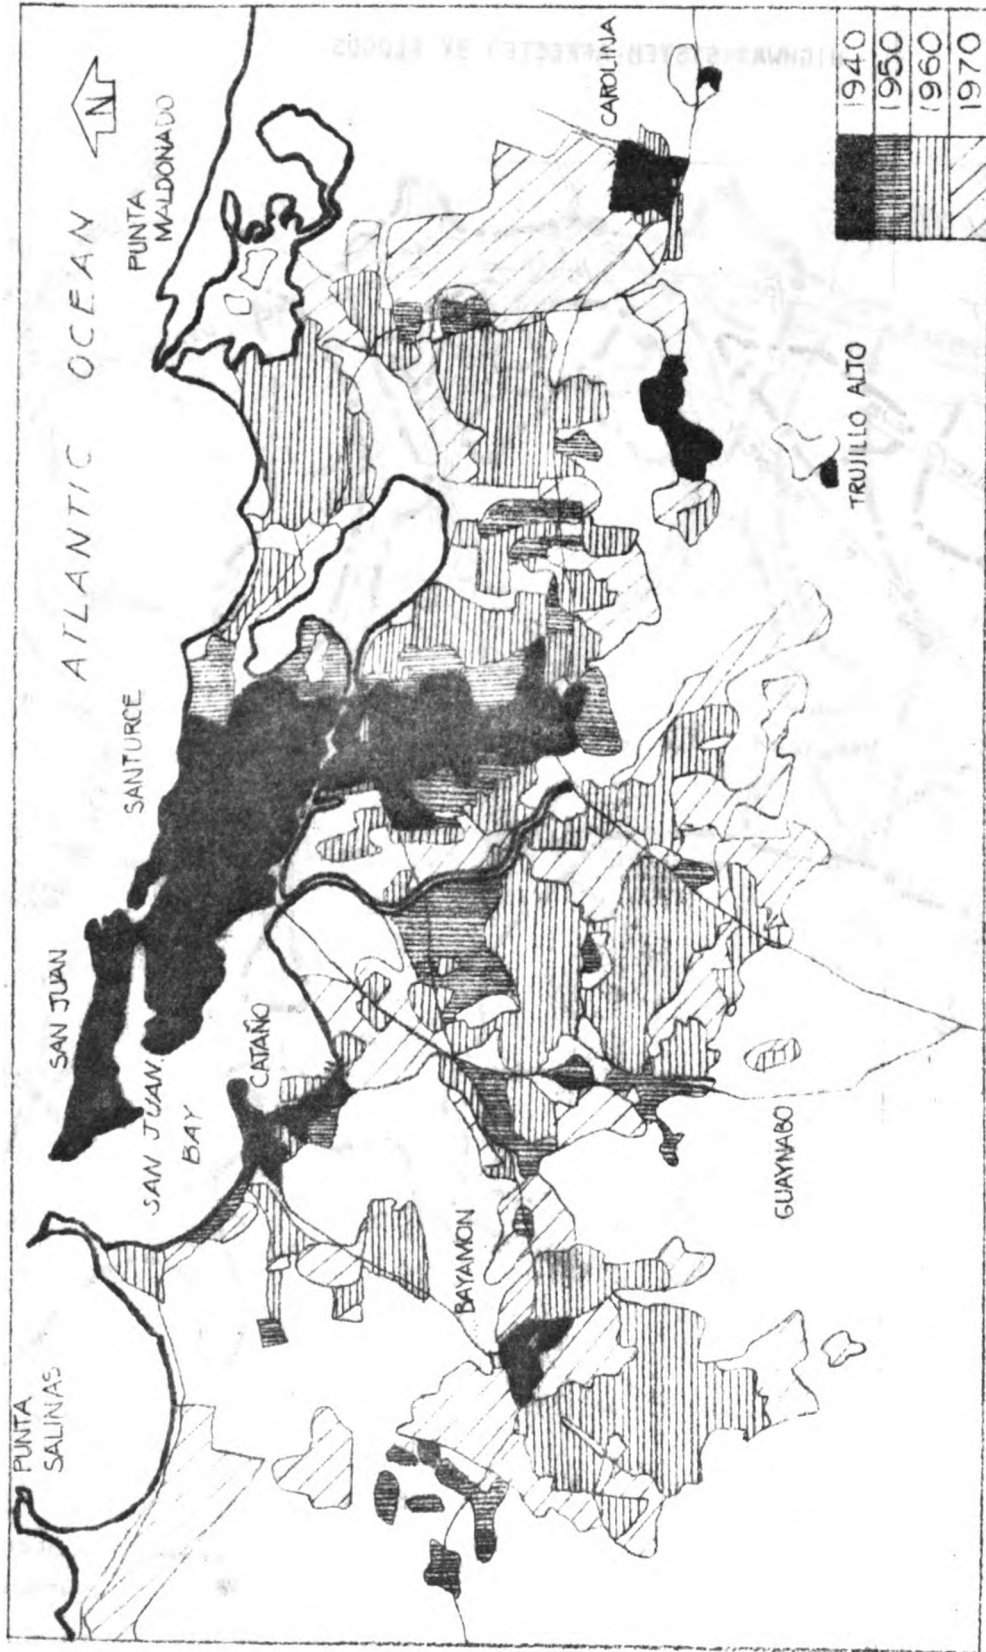 PUNTA
SALINAS
SAN JUAN
SAN JUAN
BAY
CATAÑO
SANTURCE
ATLANTIC OCEAN
PUNTA
MALDONADO
N
BAYAMON
GUAYNABO
TRUJILLO ALTO
CAROLINA
1940
1950
1960
1970